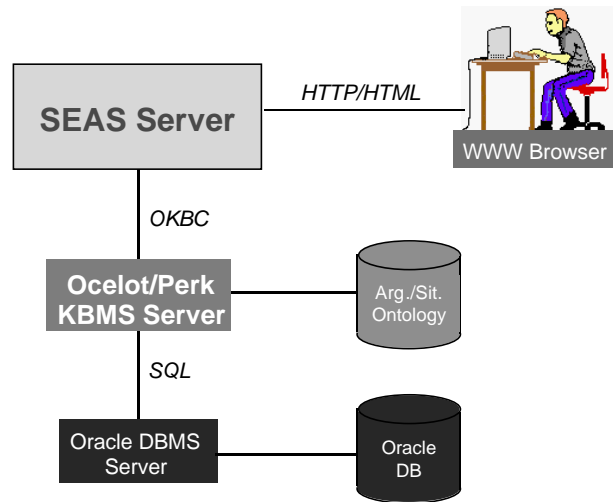 SEAS Server
HTTP/HTML
WWW Browser
OKBC
Ocelot/Perk
KBMS Server
Arg./Sit.
Ontology
SQL
Oracle DBMS
Server
Oracle
DB